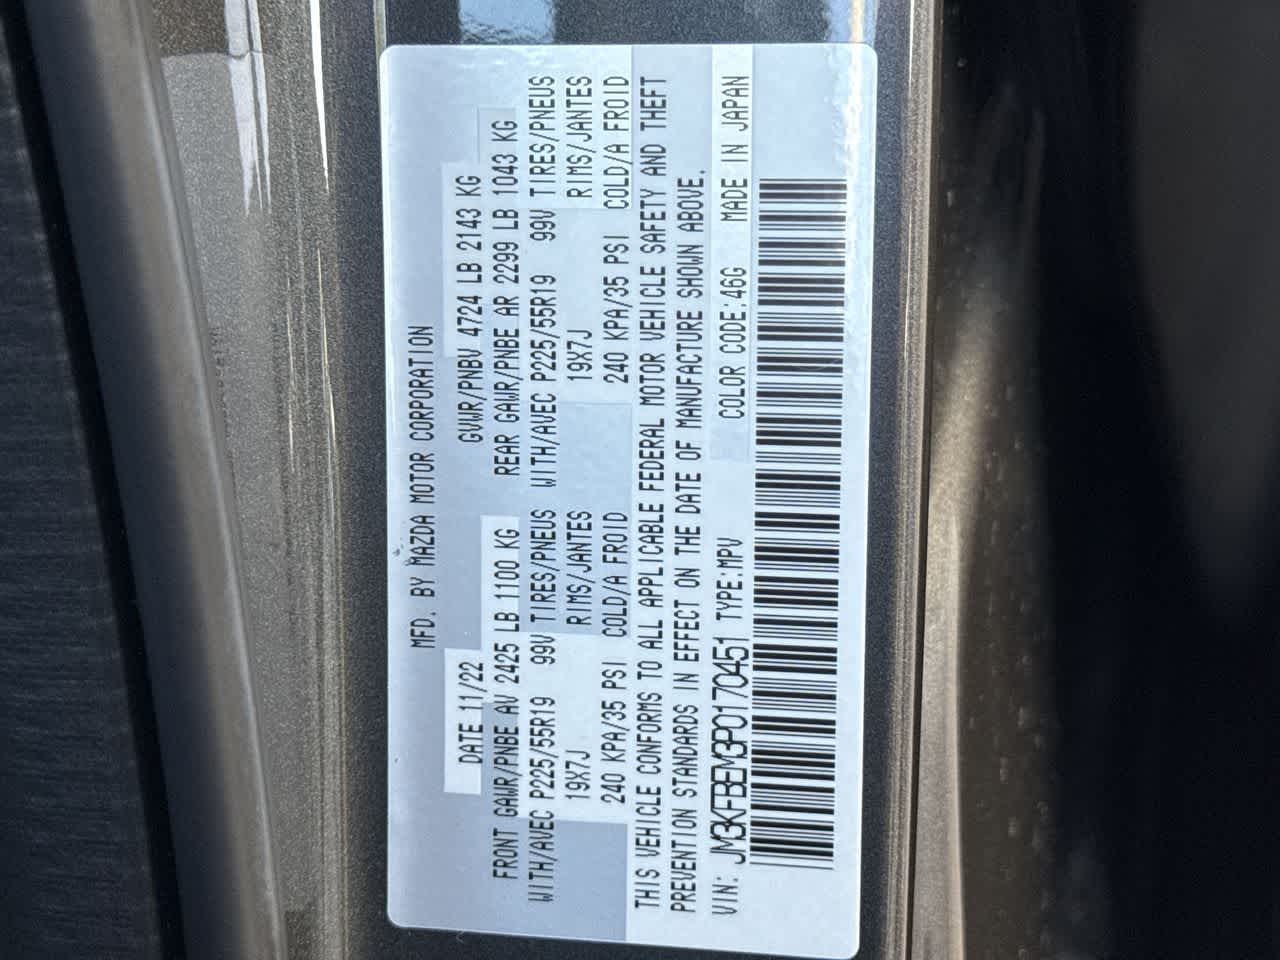 MFD. BY MAZDA MOTOR CORPORATION
DATE 11/22 GVWR/PNBV 4724 LB 2143 KG
FRONT GAWR/PNBE AV 2425 LB 1100 KG REAR GAWR/PNBE AR 2299 LB 1043 KG
WITH/AVEC P225/55R19 99V TIRES/PNEUS WITH/AVEC P225/55R19 99V TIRES/PNEUS
19X7J RIMS/JANTES 19X7J RIMS/JANTES
240 KPA/35 PSI COLD/A FROID 240 KPA/35 PSI COLD/A FROID
THIS VEHICLE CONFORMS TO ALL APPLICABLE FEDERAL MOTOR VEHICLE SAFETY AND THEFT
PREVENTION STANDARDS IN EFFECT ON THE DATE OF MANUFACTURE SHOWN ABOVE.
VIN: JM3KFBEM3P0170451 TYPE:MPV COLOR CODE:46G MADE IN JAPAN